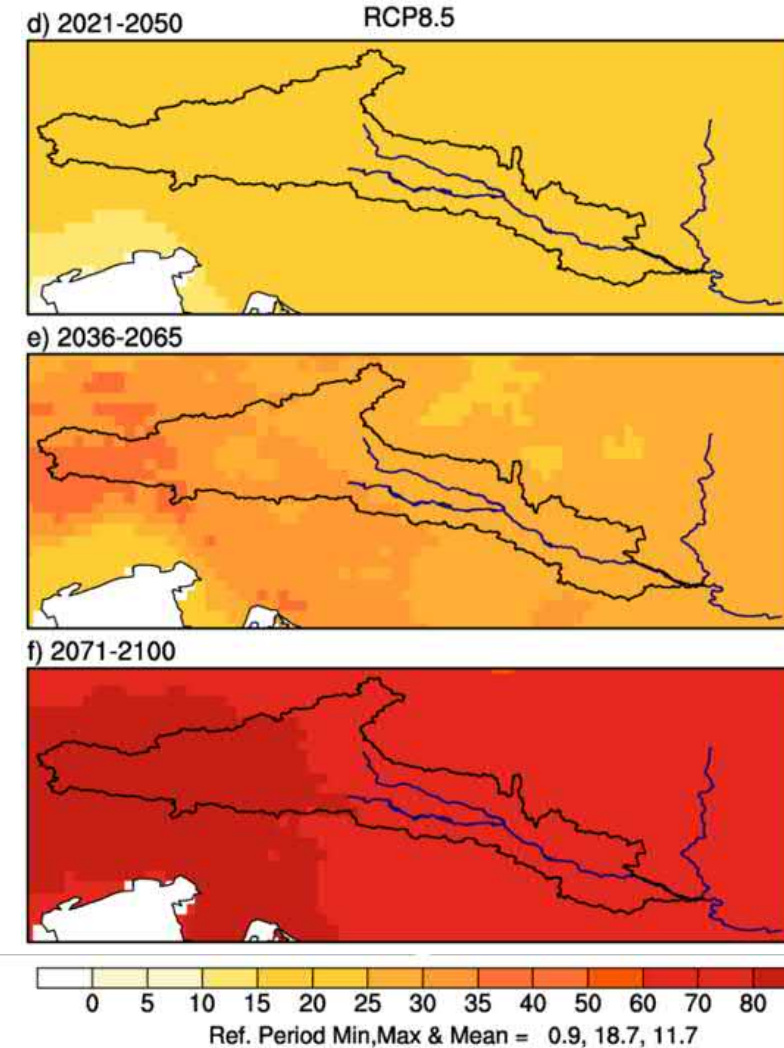 RCP8.5
d) 2021-2050
e) 2036-2065
f) 2071-2100
0 5 10 15 20 25 30 35 40 50 60 70 80
Ref. Period Min,Max & Mean = 0.9, 18.7, 11.7